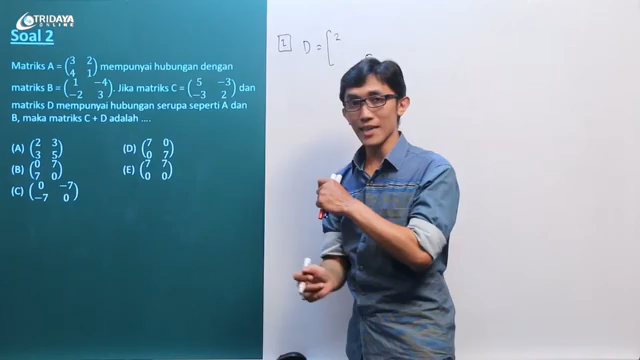 TRIDAYA
ONLINE
Soal 2
Matriks A = (3 2
4 1) mempunyai hubungan dengan
matriks B = (1 −4
−2 3). Jika matriks C = (5 −3
−3 2) dan
matriks D mempunyai hubungan serupa seperti A dan
B, maka matriks C + D adalah ....
(A) (2 3
3 5)
(B) (0 7
7 0)
(C) (0 −7
−7 0)
(D) (7 0
0 7)
(E) (7 7
0 0)
2 D = [2